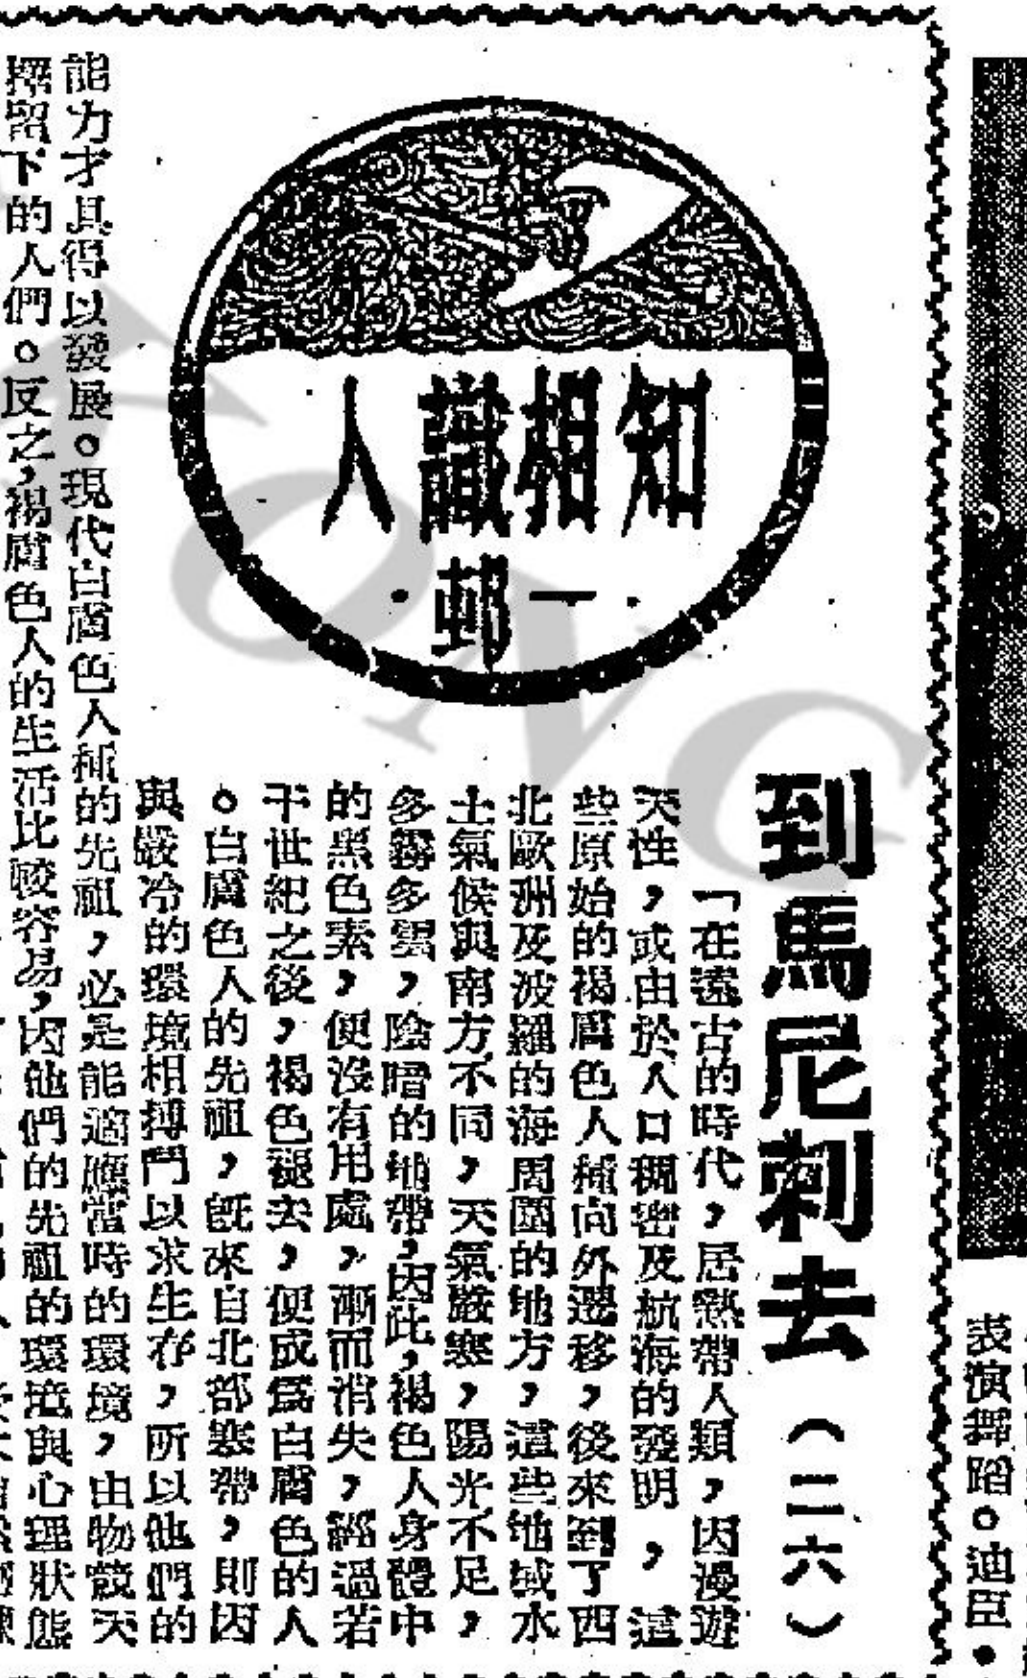 知相識人
·一邨·
到馬尼剌去（二六）
「在遠古的時代，居熱帶人類，因漫遊
天性，或由於人口稠密及航海的發明，這
些原始的褐膚色人種向外遷移，後來到了西
北歐洲及波羅的海周圍的地方，這些地域水
土氣候與南方不同，天氣嚴寒，陽光不足，
多霧多雲，陰暗的地帶，因此，褐色人身體中
的黑色素，便沒有用處，漸而消失，經過若
干世紀之後，褐色褪去，便成爲白膚色的人
。白膚色人的先祖，旣來自北部寒帶，則因
與嚴冷的環境相搏鬥以求生存，所以他們的
能力才具得以發展。現代白膚色人種的先祖，必是能適應當時的環境，由物競天
擇留下的人們。反之，褐膚色人的生活比較容易，因他們的先祖的環境與心理狀態
表演舞蹈。迪臣·
YONG